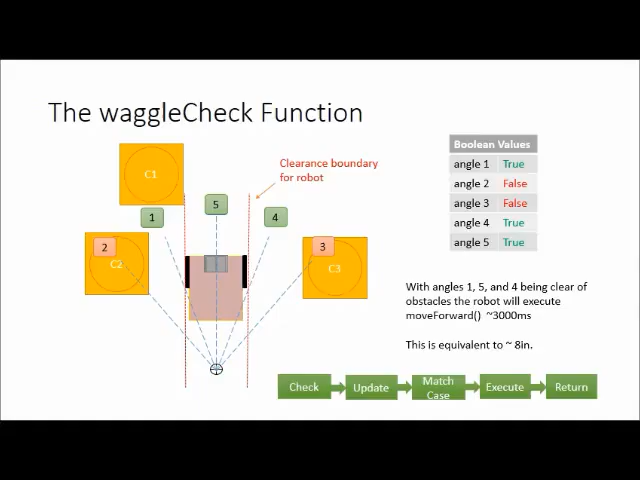 The waggleCheck Function
C1
Clearance boundary
for robot
1
5
4
2
C2
3
C3
Boolean Values
angle 1 True
angle 2 False
angle 3 False
angle 4 True
angle 5 True
With angles 1, 5, and 4 being clear of
obstacles the robot will execute
moveForward() ~3000ms
This is equivalent to ~ 8in.
Check
Update
Match
Case
Execute
Return